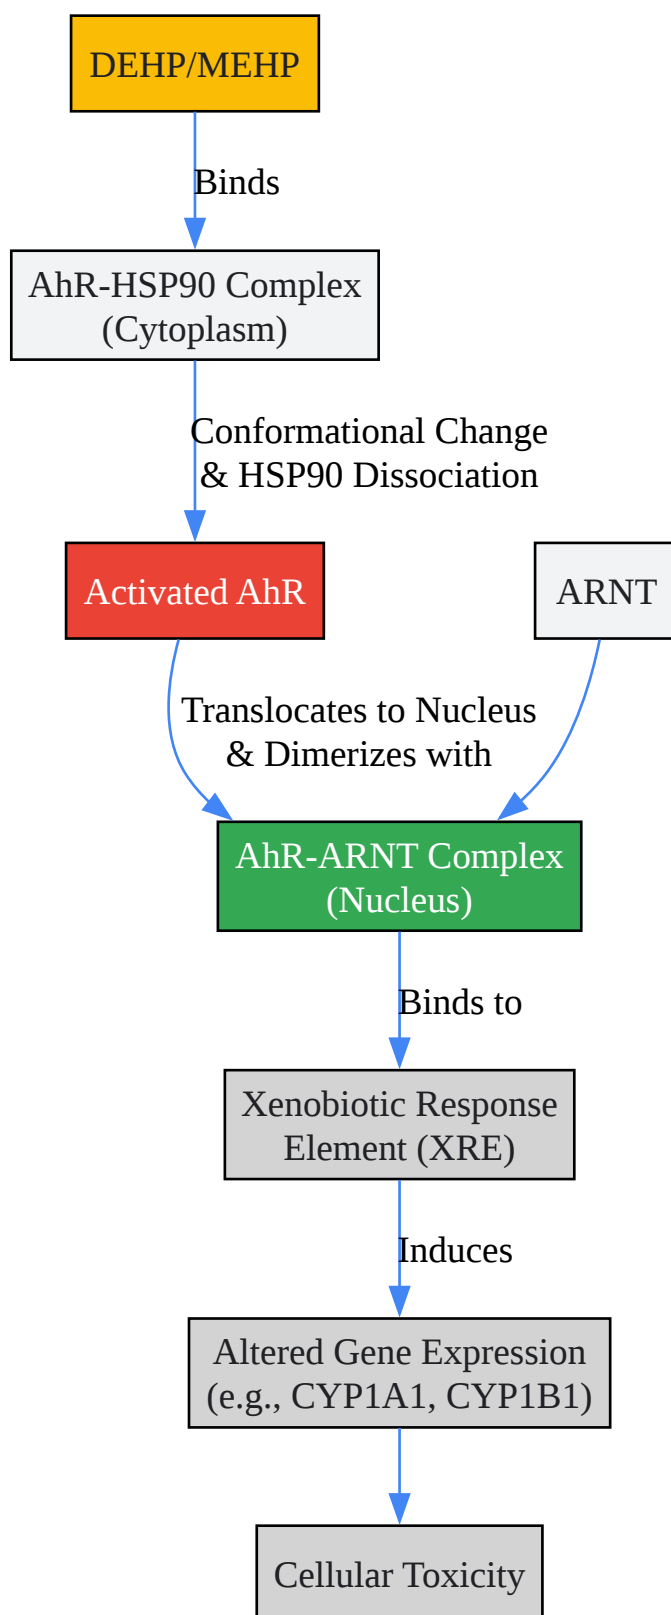 DEHP/MEHP
Binds
AhR-HSP90 Complex
(Cytoplasm)
Conformational Change
& HSP90 Dissociation
Activated AhR
ARNT
Translocates to Nucleus
& Dimerizes with
AhR-ARNT Complex
(Nucleus)
Binds to
Xenobiotic Response
Element (XRE)
Induces
Altered Gene Expression
(e.g., CYP1A1, CYP1B1)
Cellular Toxicity